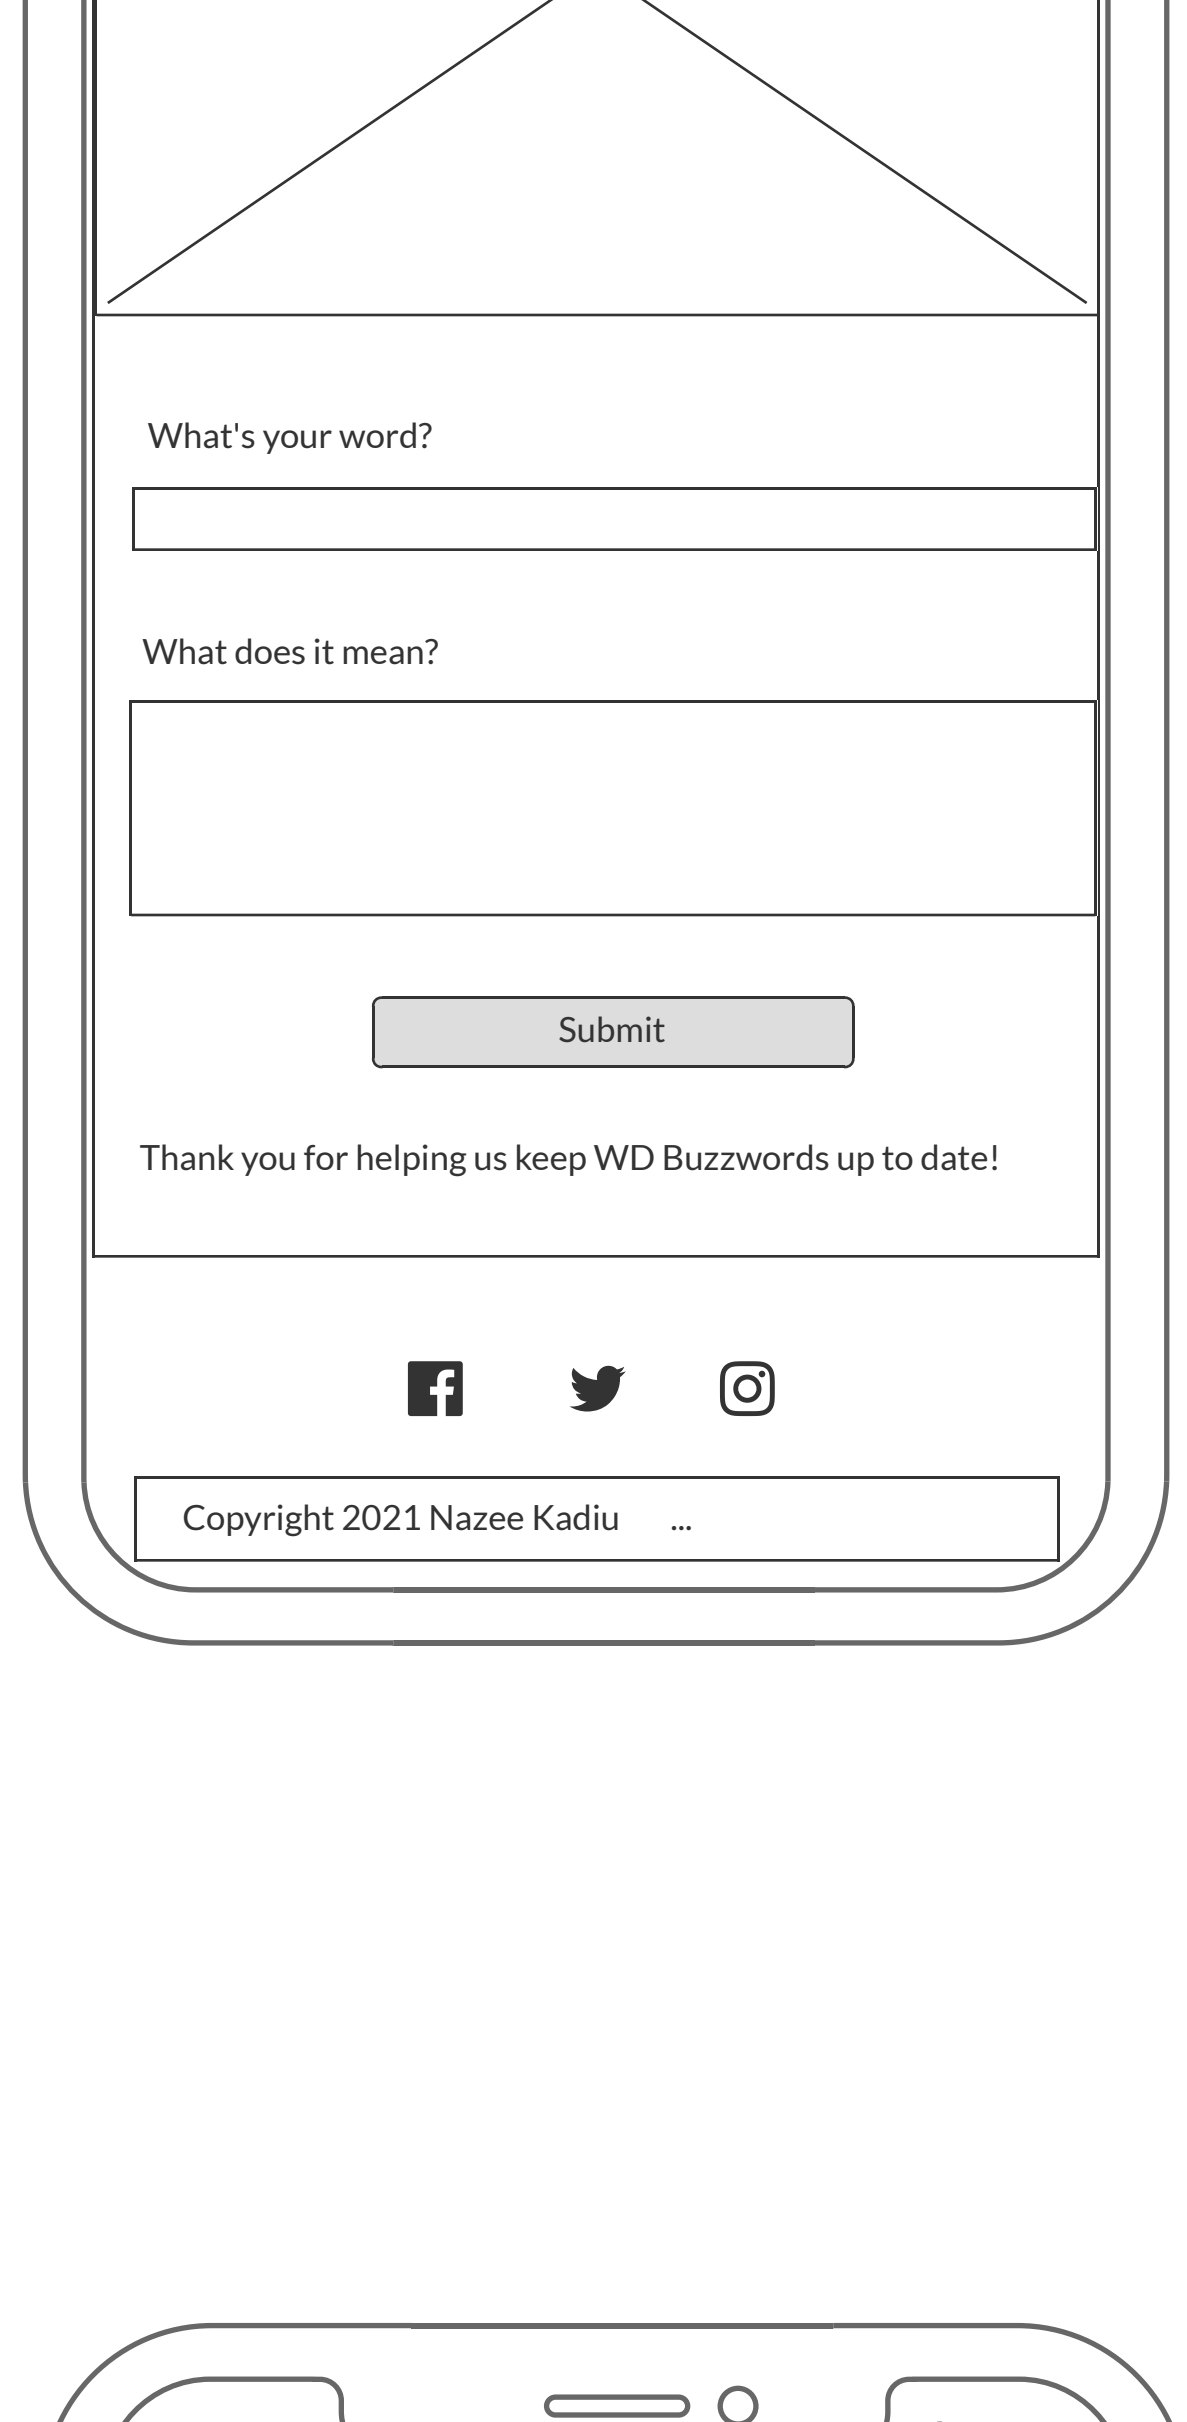 What's your word?
What does it mean?
Submit
Thank you for helping us keep WD Buzzwords up to date!
Copyright 2021 Nazee Kadiu ...